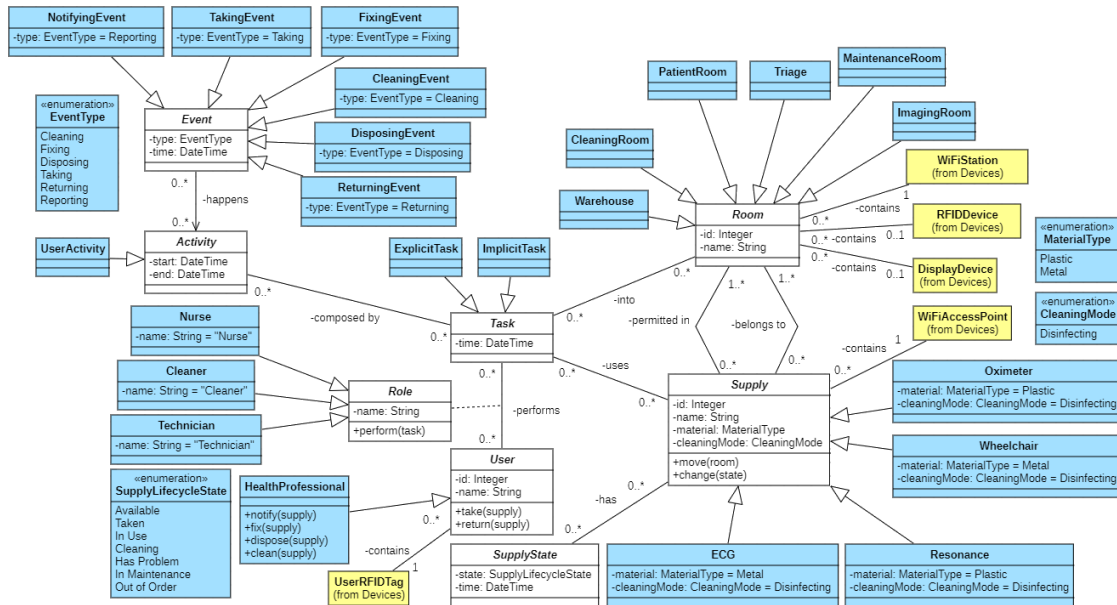 NotifyingEvent
-type: EventType = Reporting
TakingEvent
-type: EventType = Taking
FixingEvent
-type: EventType = Fixing
CleaningEvent
-type: EventType = Cleaning
DisposingEvent
-type: EventType = Disposing
ReturningEvent
-type: EventType = Returning
«enumeration»
EventType
Cleaning
Fixing
Disposing
Taking
Returning
Reporting
Event
-type: EventType
-time: DateTime
0..*
-happens
0..*
UserActivity
Activity
-start: DateTime
-end: DateTime
0..*
-composed by
0..*
ExplicitTask
ImplicitTask
Task
-time: DateTime
0..*
-into
0..*
0..*
-uses
0..*
0..*
-performs
0..*
PatientRoom
Triage
MaintenanceRoom
CleaningRoom
ImagingRoom
Warehouse
Room
-id: Integer
-name: String
WiFiStation
(from Devices)
0..*
-contains
1
RFIDDevice
(from Devices)
0..*
-contains
0..1
DisplayDevice
(from Devices)
0..*
-contains
0..1
WiFiAccessPoint
(from Devices)
1
-contains
0..*
1..*
-permitted in
0..*
1..*
-belongs to
0..*
«enumeration»
MaterialType
Plastic
Metal
«enumeration»
CleaningMode
Disinfecting
Nurse
-name: String = "Nurse"
Cleaner
-name: String = "Cleaner"
Technician
-name: String = "Technician"
Role
-name: String
+perform(task)
Supply
-id: Integer
-name: String
-material: MaterialType
-cleaningMode: CleaningMode
+move(room)
+change(state)
Oximeter
-material: MaterialType = Plastic
-cleaningMode: CleaningMode = Disinfecting
Wheelchair
-material: MaterialType = Metal
-cleaningMode: CleaningMode = Disinfecting
«enumeration»
SupplyLifecycleState
Available
Taken
In Use
Cleaning
Has Problem
In Maintenance
Out of Order
HealthProfessional
+notify(supply)
+fix(supply)
+dispose(supply)
+clean(supply)
User
-id: Integer
-name: String
+take(supply)
+return(supply)
0..*
-contains
1
UserRFIDTag
(from Devices)
0..*
-has
0..*
SupplyState
-state: SupplyLifecycleState
-time: DateTime
ECG
-material: MaterialType = Metal
-cleaningMode: CleaningMode = Disinfecting
Resonance
-material: MaterialType = Plastic
-cleaningMode: CleaningMode = Disinfecting